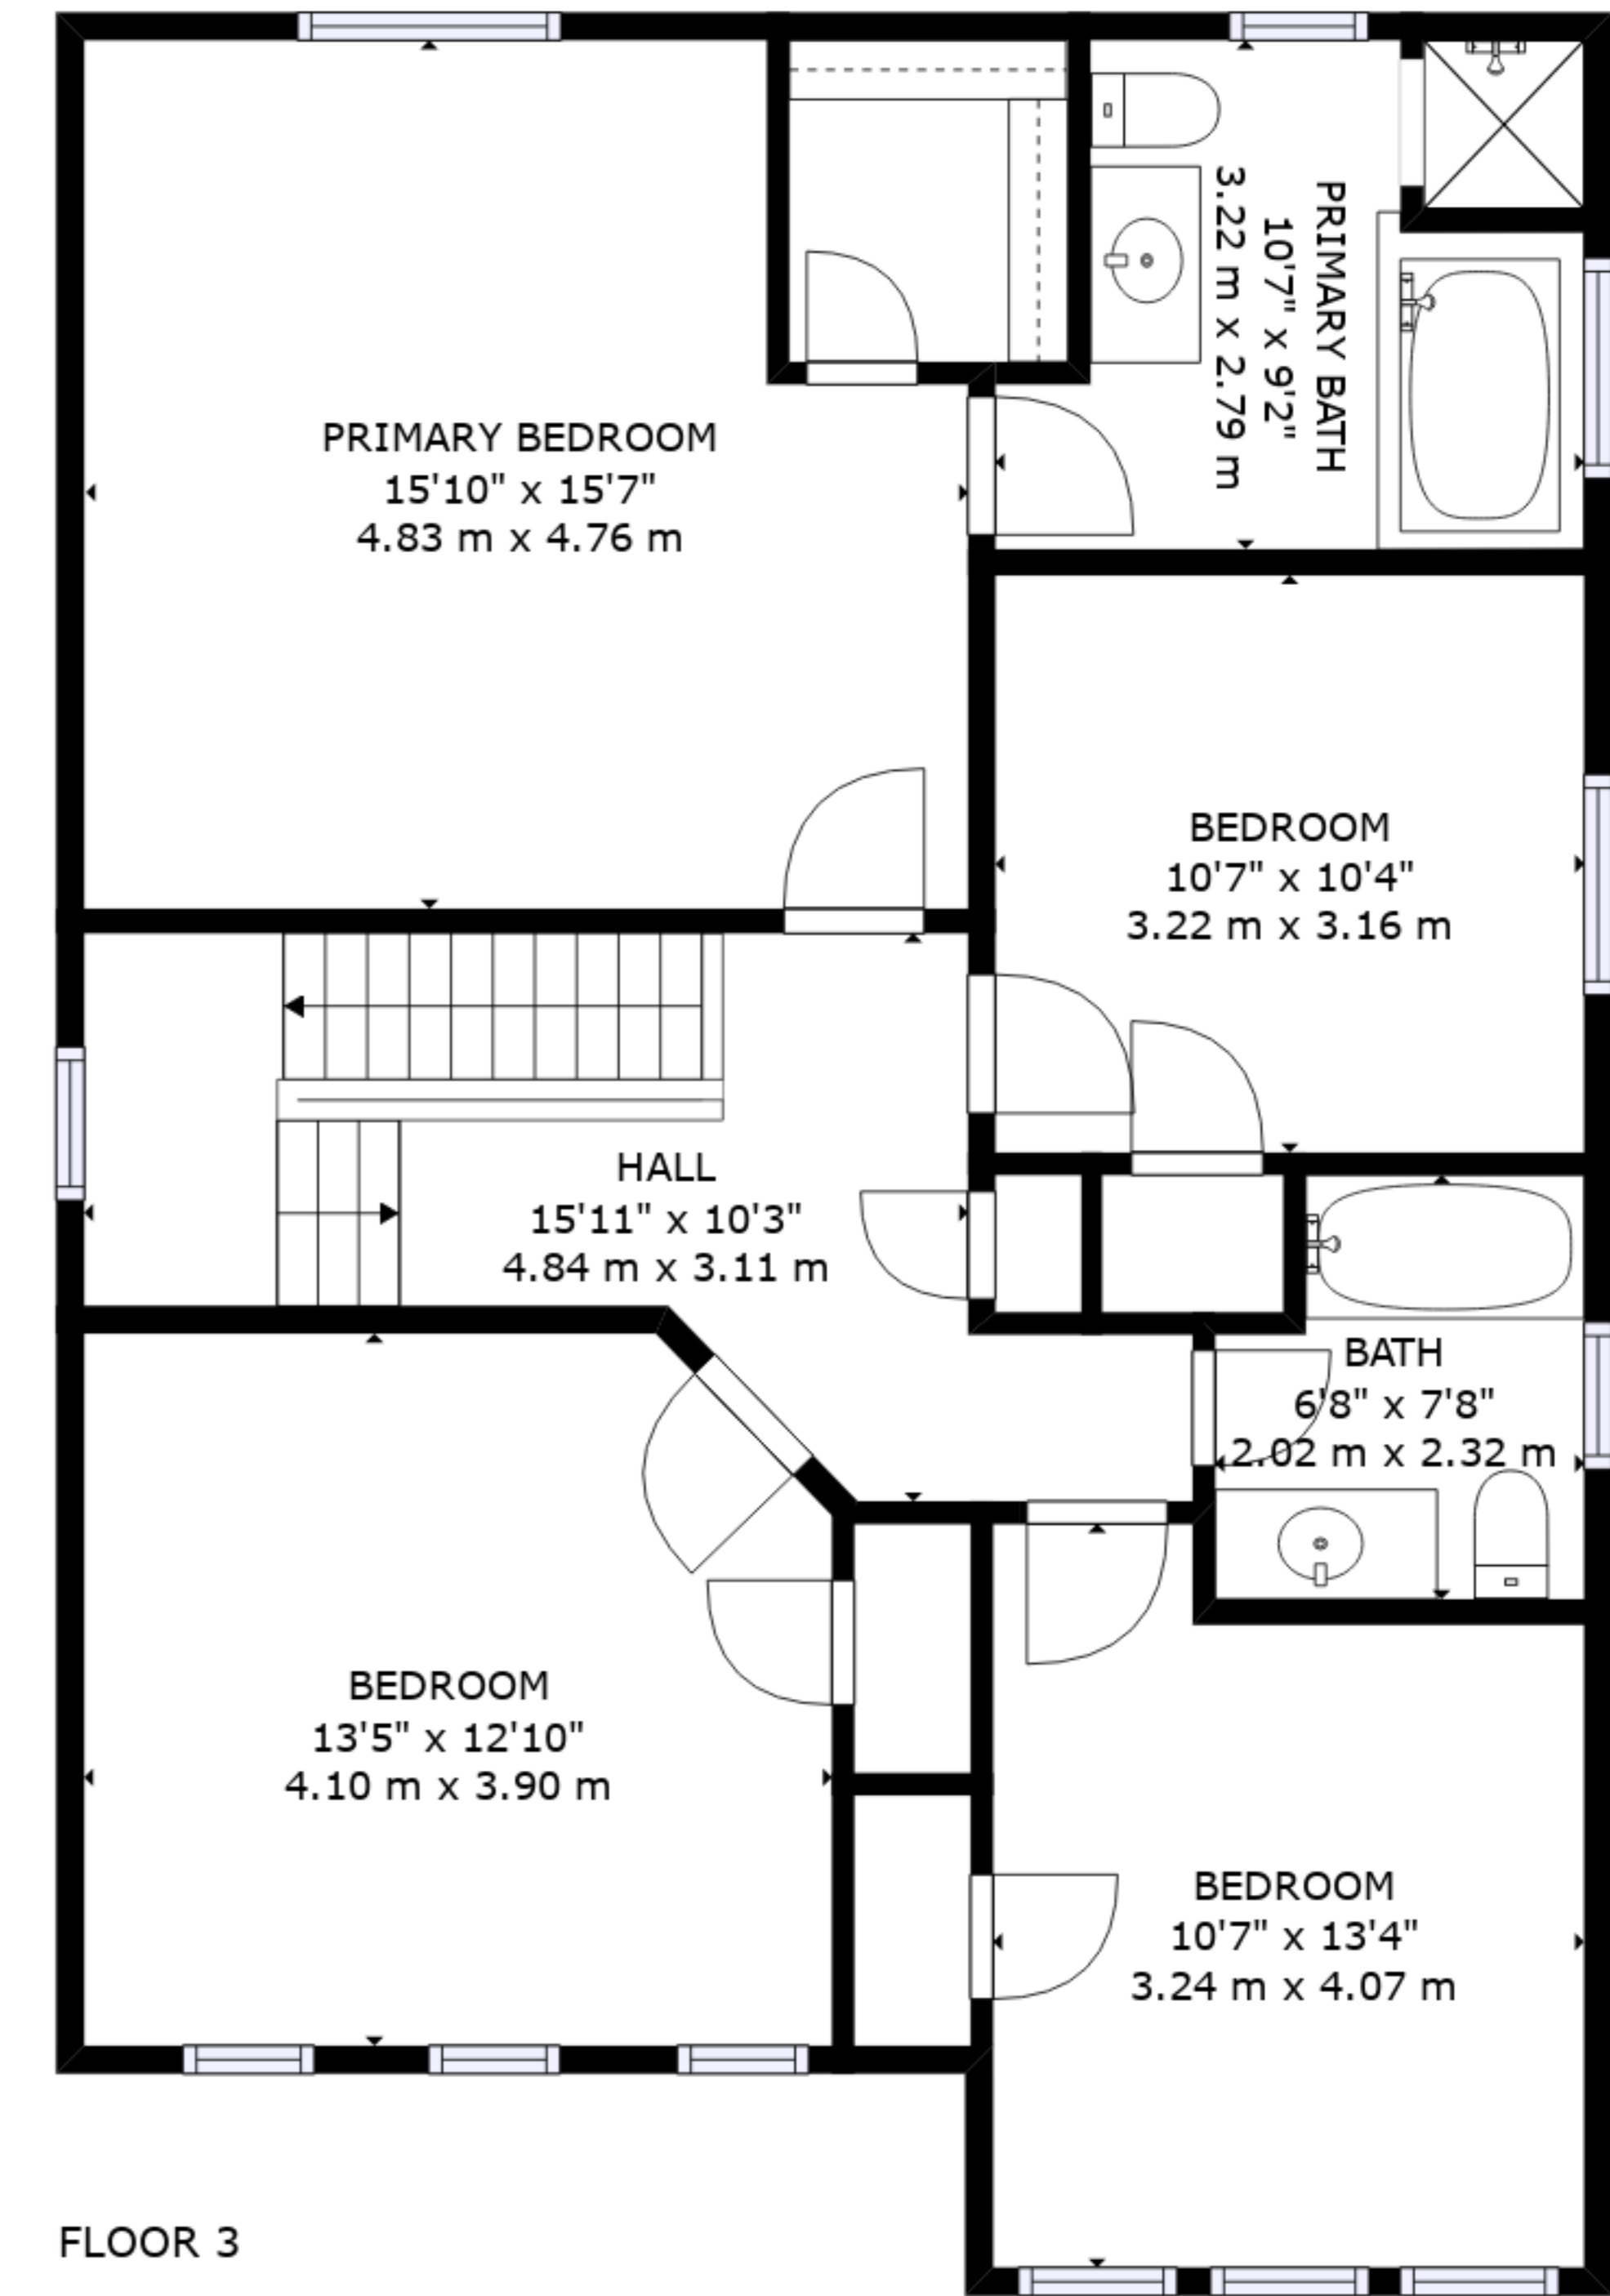 PRIMARY BEDROOM
15'10" x 15'7"
4.83 m x 4.76 m
PRIMARY BATH
10'7" x 9'2"
3.22 m x 2.79 m
BEDROOM
10'7" x 10'4"
3.22 m x 3.16 m
HALL
15'11" x 10'3"
4.84 m x 3.11 m
BATH
6'8" x 7'8"
2.02 m x 2.32 m
BEDROOM
13'5" x 12'10"
4.10 m x 3.90 m
BEDROOM
10'7" x 13'4"
3.24 m x 4.07 m
FLOOR 3